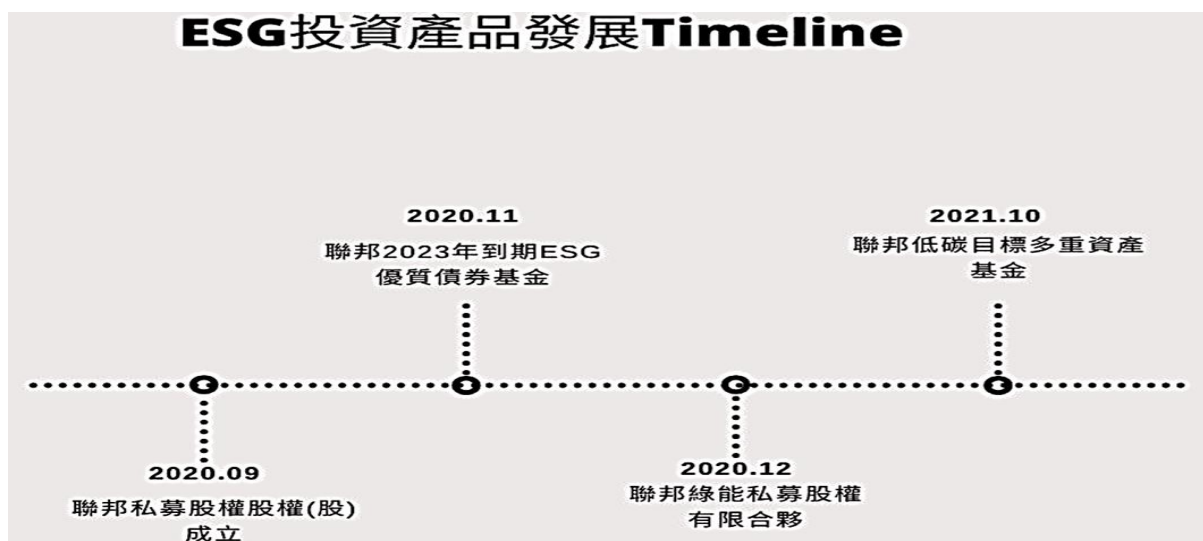 ESG投資產品發展Timeline
2020.11
聯邦2023年到期ESG
優質債券基金
2021.10
聯邦低碳目標多重資產
基金
2020.09
聯邦私募股權股權(股)
成立
2020.12
聯邦綠能私募股權
有限合夥